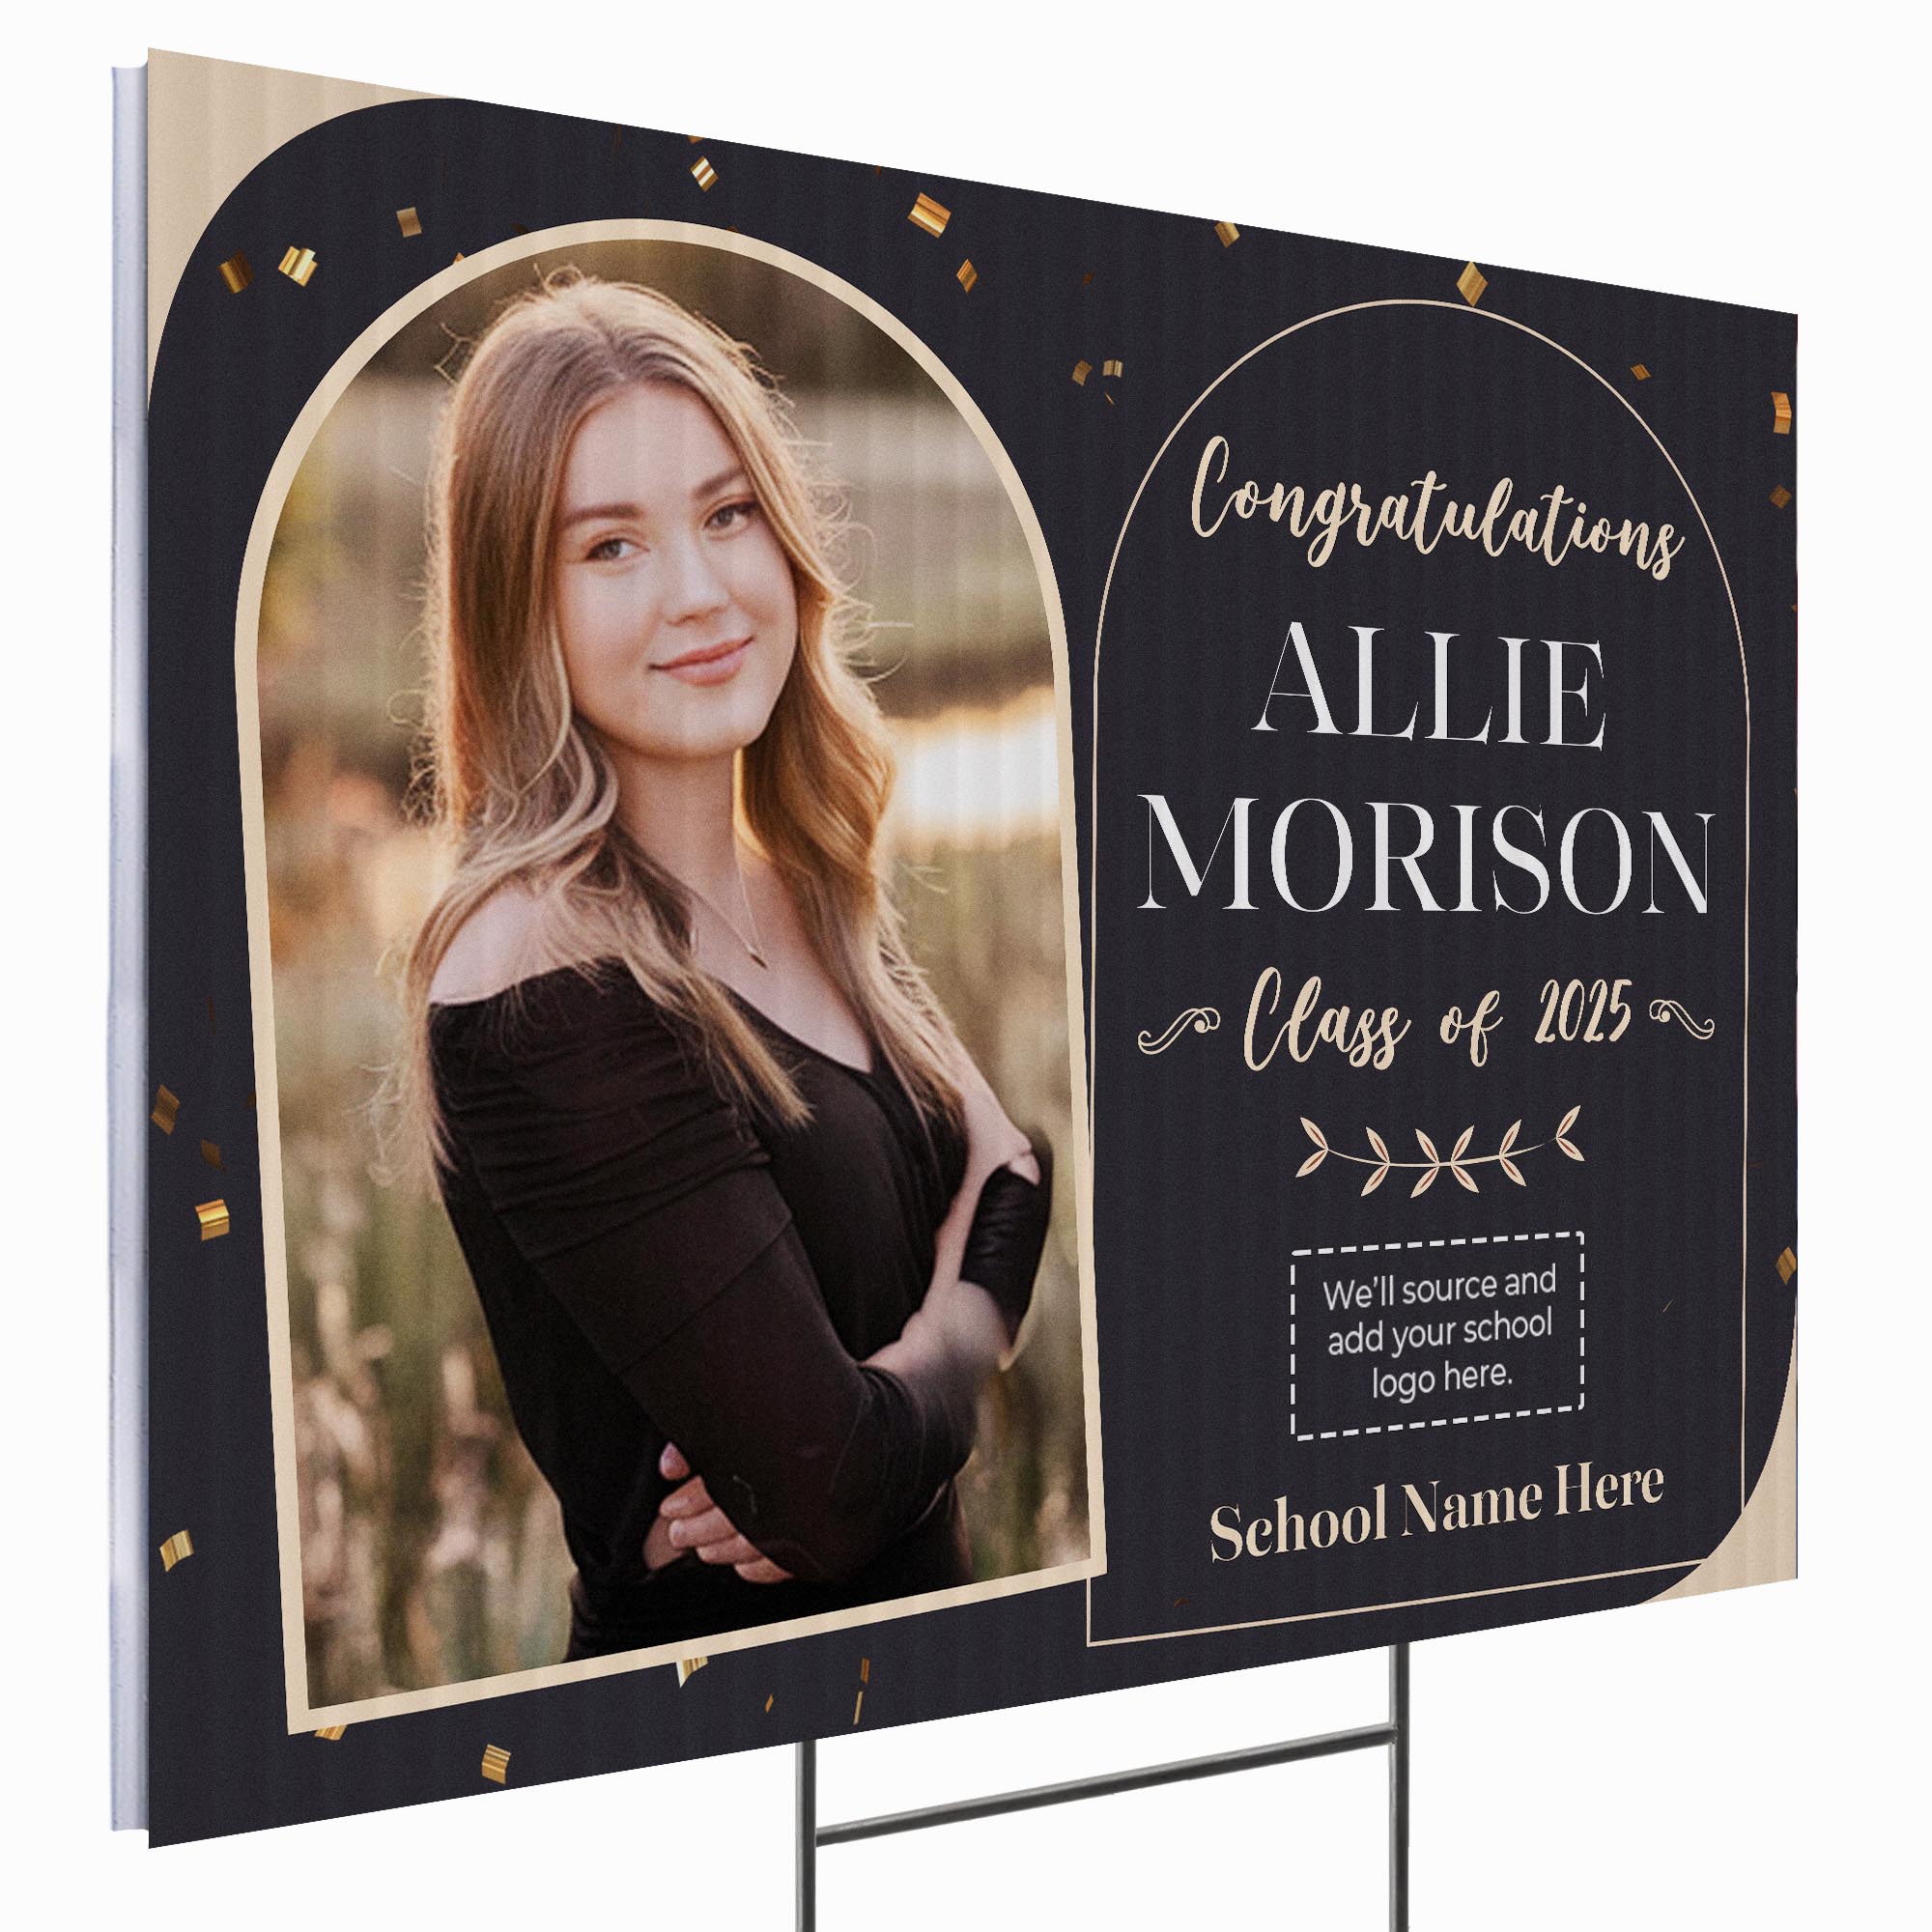 Congratulations
ALLIE
MORISON
Class of 2025
We'll source and
add your school
logo here.
School Name Here